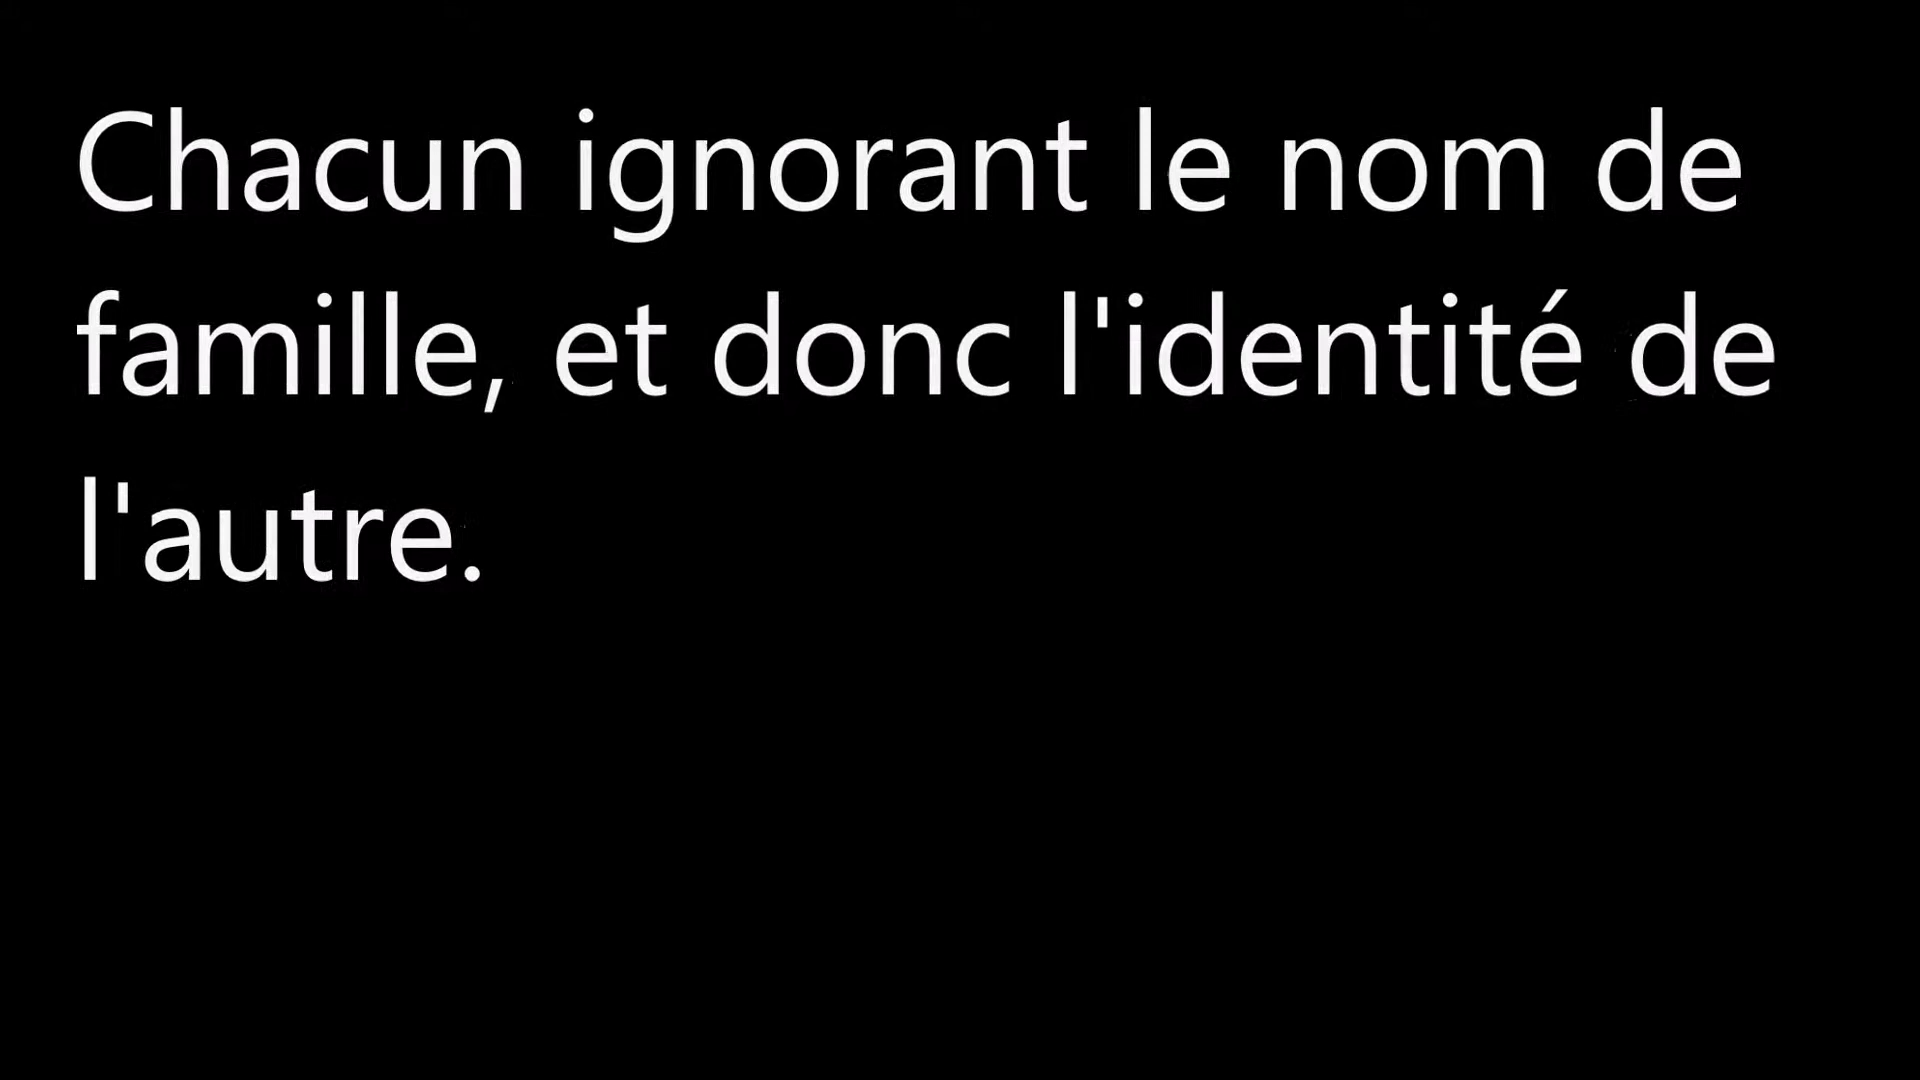 Chacun ignorant le nom de
famille, et donc l'identité de
l'autre.